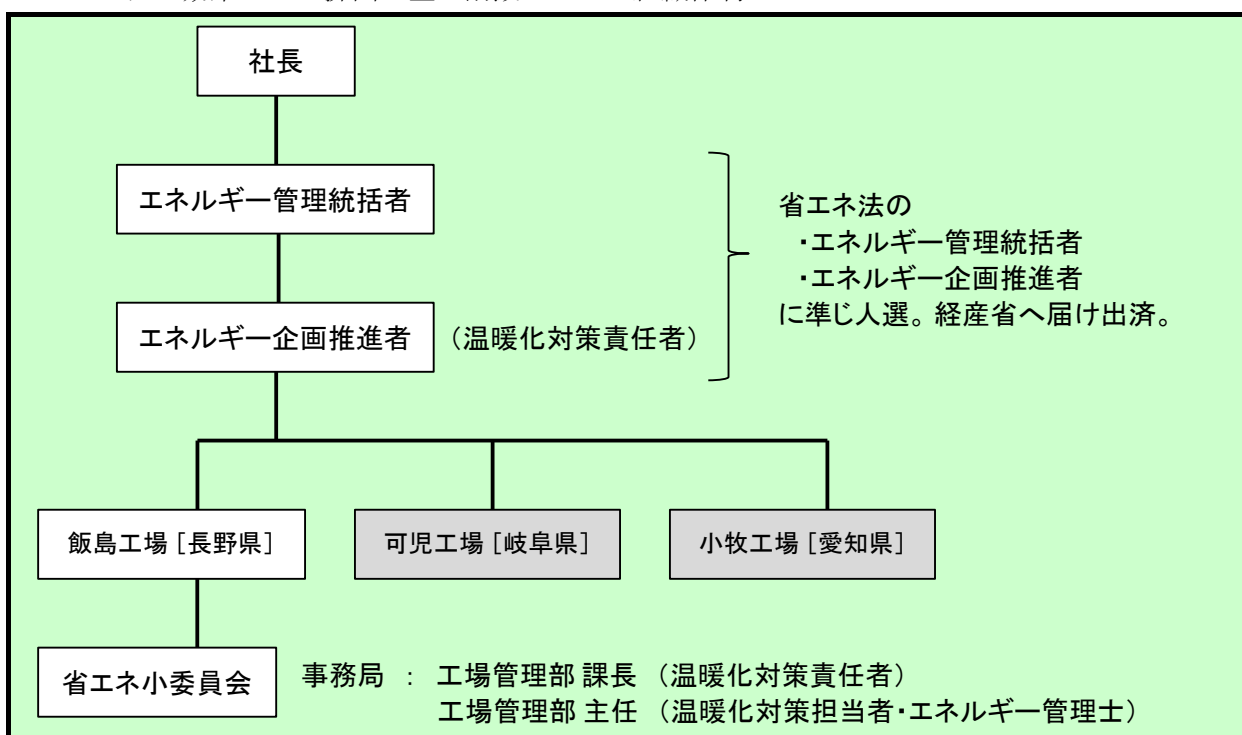 社長
エネルギー管理統括者
エネルギー企画推進者 （温暖化対策責任者）
省エネ法の
・エネルギー管理統括者
・エネルギー企画推進者
に準じ人選。経産省へ届け出済。
飯島工場［長野県］
可児工場［岐阜県］
小牧工場［愛知県］
省エネ小委員会
事務局 ： 工場管理部 課長 （温暖化対策責任者）
工場管理部 主任 （温暖化対策担当者・エネルギー管理士）